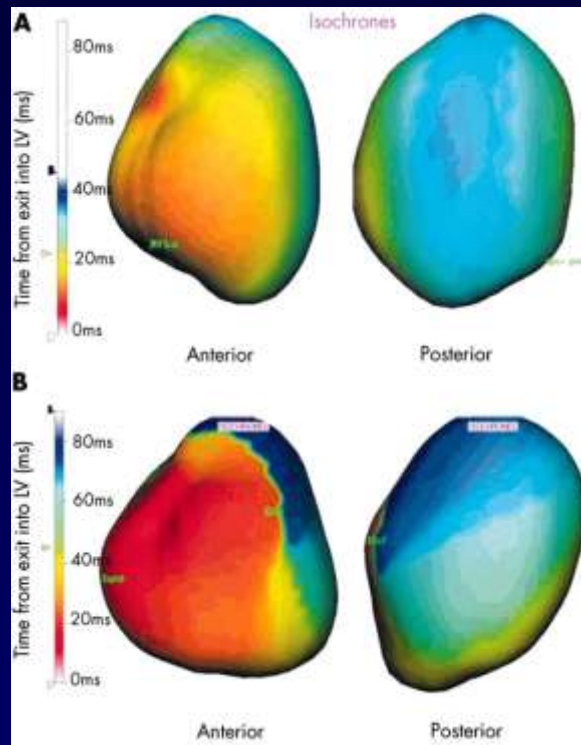 A
Isochrones
Time from exit into LV (ms)
80ms
60ms
40ms
20ms
0ms
Anterior
Posterior
B
Time from exit into LV (ms)
80ms
60ms
40ms
20ms
0ms
Anterior
Posterior